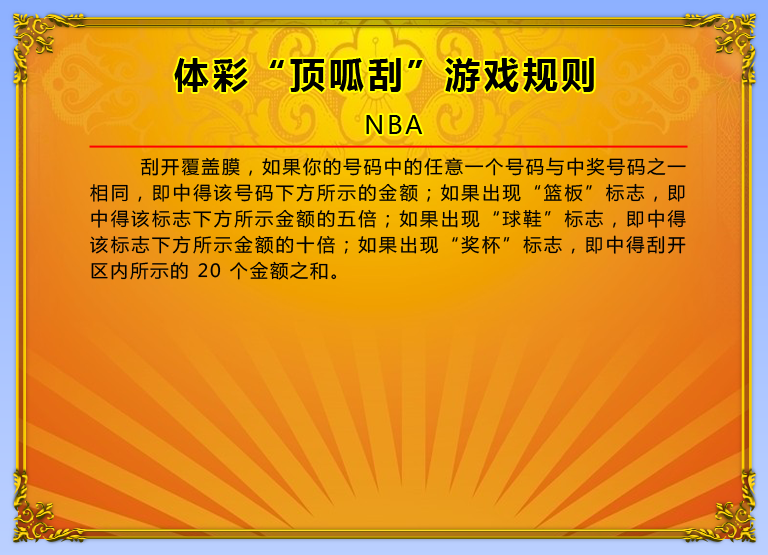 体彩“顶呱刮”游戏规则
NBA
刮开覆盖膜，如果你的号码中的任意一个号码与中奖号码之一
相同，即中得该号码下方所示的金额；如果出现“篮板”标志，即
中得该标志下方所示金额的五倍；如果出现“球鞋”标志，即中得
该标志下方所示金额的十倍；如果出现“奖杯”标志，即中得刮开
区内所示的 20 个金额之和。